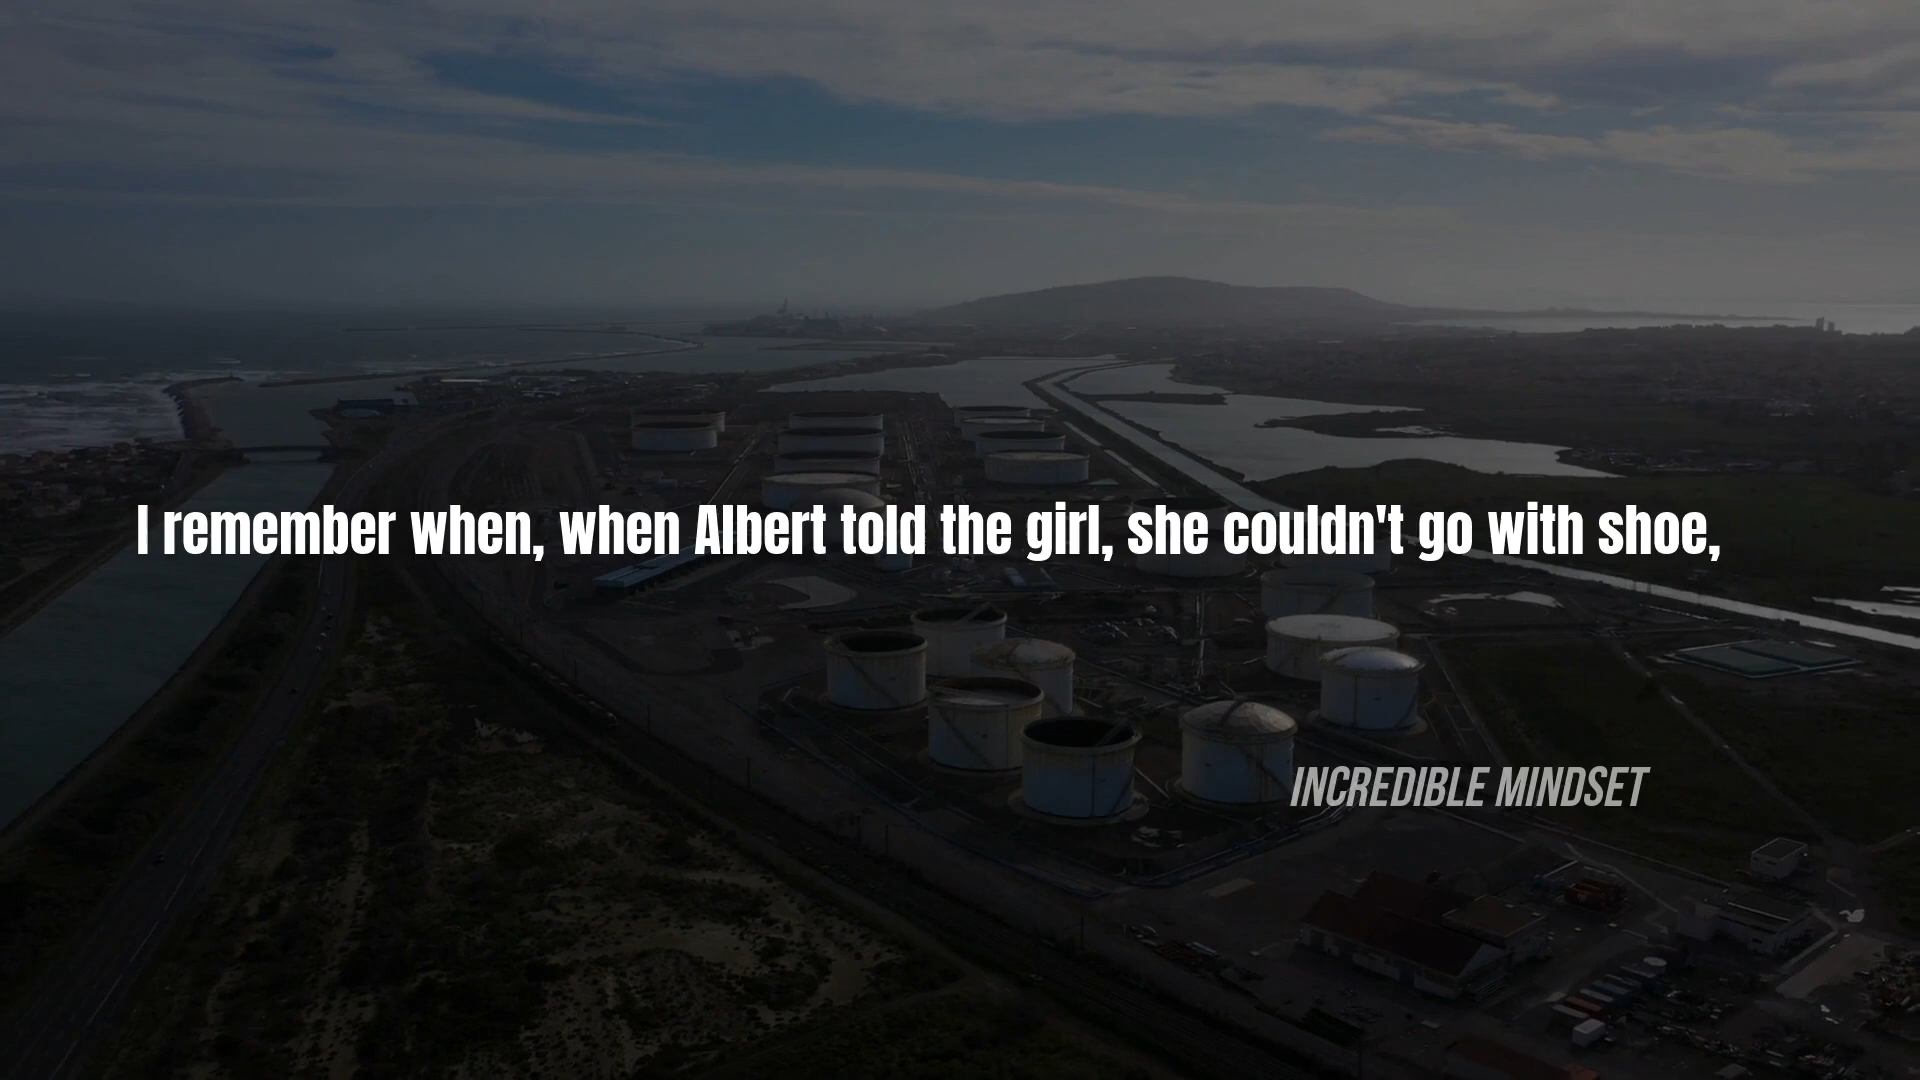 I remember when, when Albert told the girl, she couldn't go with shoe,
INCREDIBLE MINDSET